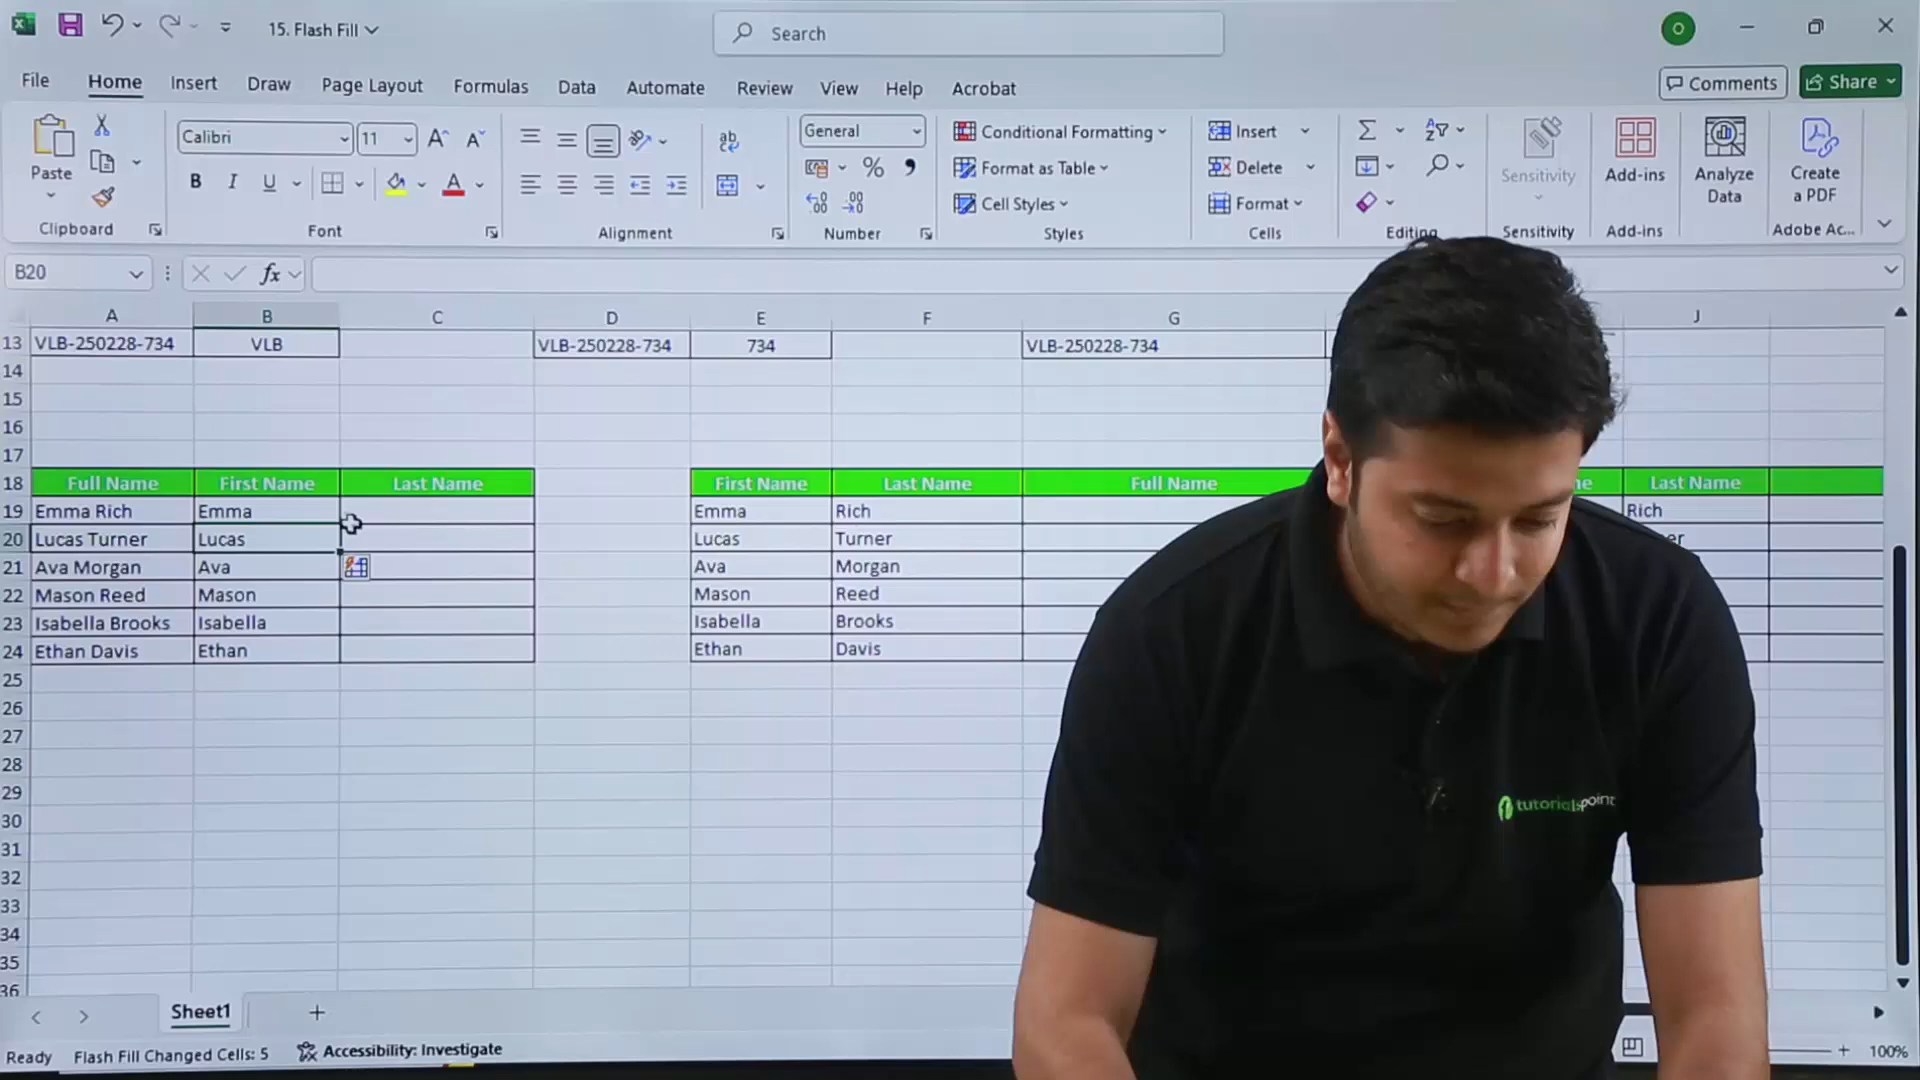 15. Flash Fill
Search
O
File Home Insert Draw Page Layout Formulas Data Automate Review View Help Acrobat
Comments Share
Paste
Clipboard
Calibri 11
B I U
Font
Alignment
General
Number
Conditional Formatting
Format as Table
Cell Styles
Styles
Insert
Delete
Format
Cells
Editing
Sensitivity
Sensitivity
Add-ins
Add-ins
Analyze
Data
Create
a PDF
Adobe Ac...
B20
fx
A B C D E F G J
13 VLB-250228-734 VLB VLB-250228-734 734 VLB-250228-734
14
15
16
17
18 Full Name First Name Last Name First Name Last Name Full Name Last Name
19 Emma Rich Emma Emma Rich Rich
20 Lucas Turner Lucas Lucas Turner
21 Ava Morgan Ava Ava Morgan
22 Mason Reed Mason Mason Reed
23 Isabella Brooks Isabella Isabella Brooks
24 Ethan Davis Ethan Ethan Davis
25
26
27
28
29
30
31
32
33
34
35
36
tutorialspoint
Sheet1
Ready Flash Fill Changed Cells: 5 Accessibility: Investigate
100%